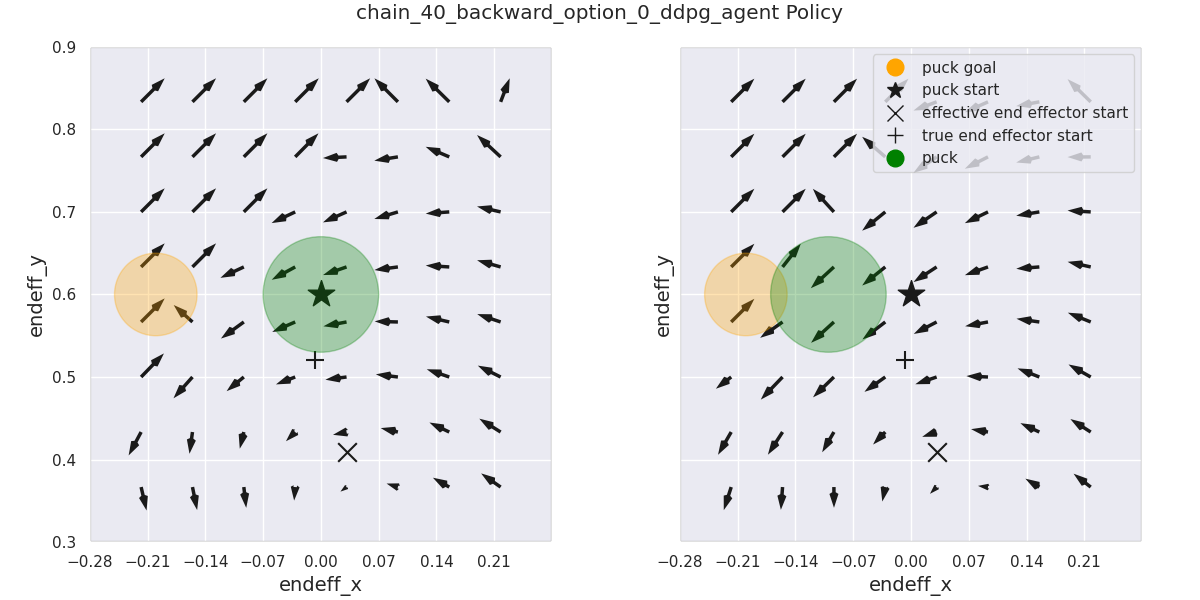 chain_40_backward_option_0_ddpg_agent Policy
0.9
0.8
0.7
0.6
0.5
0.4
0.3
endeff_y
−0.28 −0.21 −0.14 −0.07 0.00 0.07 0.14 0.21
endeff_x
puck goal
puck start
effective end effector start
true end effector start
puck
endeff_y
−0.28 −0.21 −0.14 −0.07 0.00 0.07 0.14 0.21
endeff_x